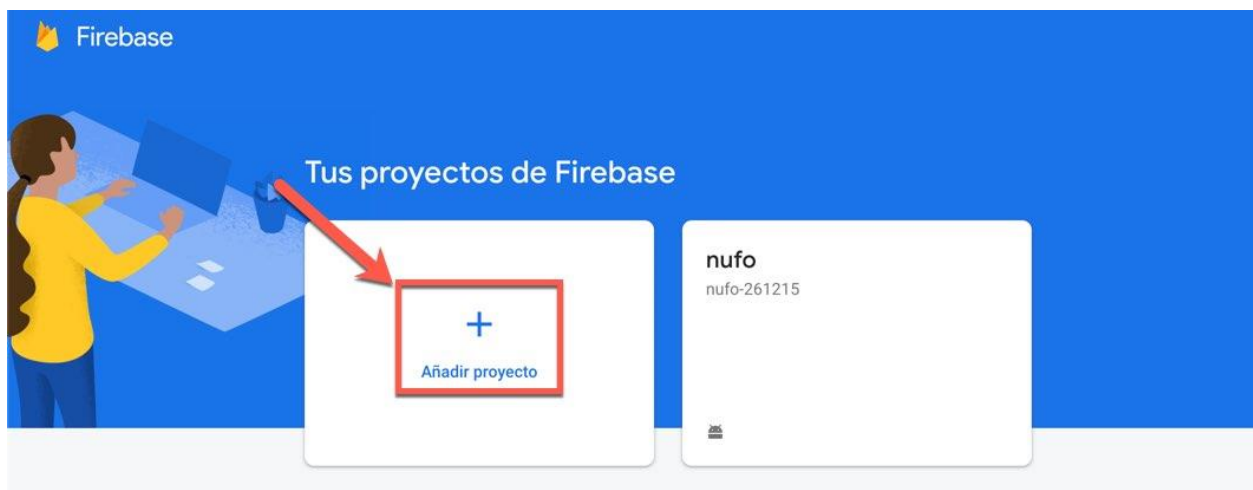 Firebase
Tus proyectos de Firebase
Añadir proyecto
nufo
nufo-261215